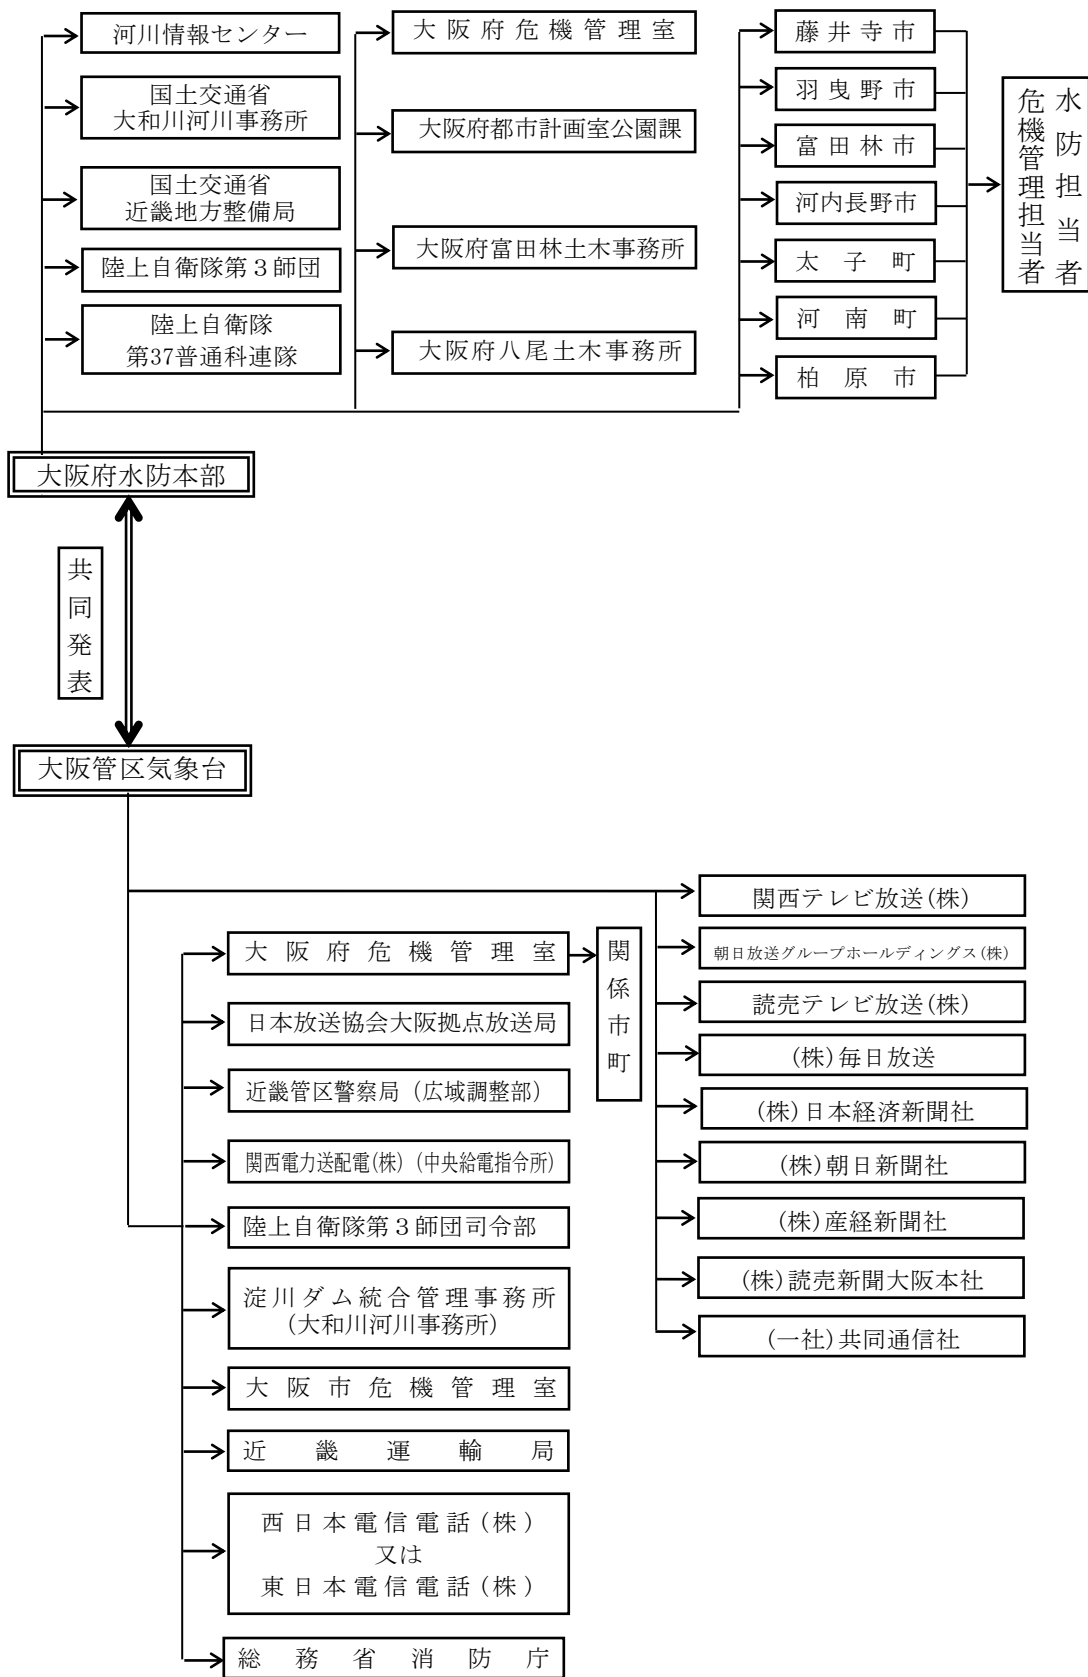 河川情報センター
国土交通省
大和川河川事務所
国土交通省
近畿地方整備局
陸上自衛隊第３師団
陸上自衛隊
第37普通科連隊
大阪府危機管理室
大阪府都市計画室公園課
大阪府富田林土木事務所
大阪府八尾土木事務所
藤井寺市
羽曳野市
富田林市
河内長野市
太子町
河南町
柏原市
水防担当者
危機管理担当者
大阪府水防本部
共同発表
大阪管区気象台
大阪府危機管理室
関係市町
日本放送協会大阪拠点放送局
近畿管区警察局（広域調整部）
関西電力送配電(株)（中央給電指令所）
陸上自衛隊第３師団司令部
淀川ダム統合管理事務所
(大和川河川事務所)
大阪市危機管理室
近畿運輸局
西日本電信電話(株)
又は
東日本電信電話(株)
総務省消防庁
関西テレビ放送(株)
朝日放送グループホールディングス(株)
読売テレビ放送(株)
(株)毎日放送
(株)日本経済新聞社
(株)朝日新聞社
(株)産経新聞社
(株)読売新聞大阪本社
(一社)共同通信社